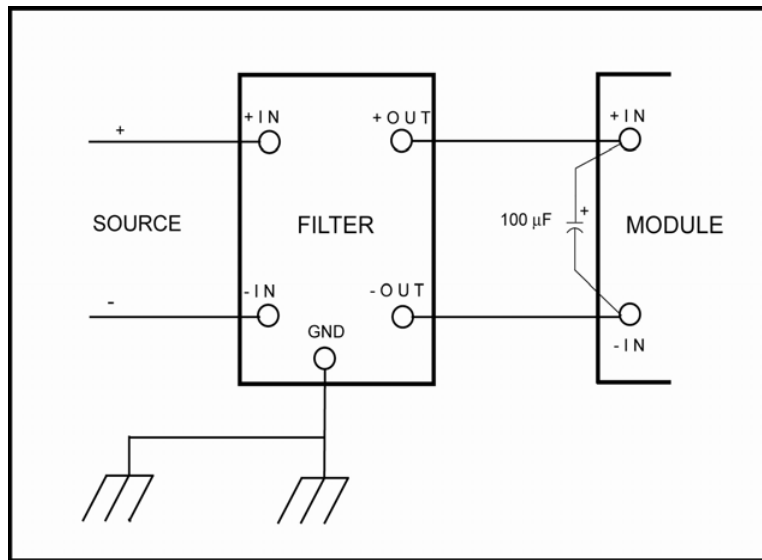 +IN
+OUT
+IN
+
SOURCE
FILTER
100 µF
+
MODULE
-
-IN
-OUT
GND
-IN